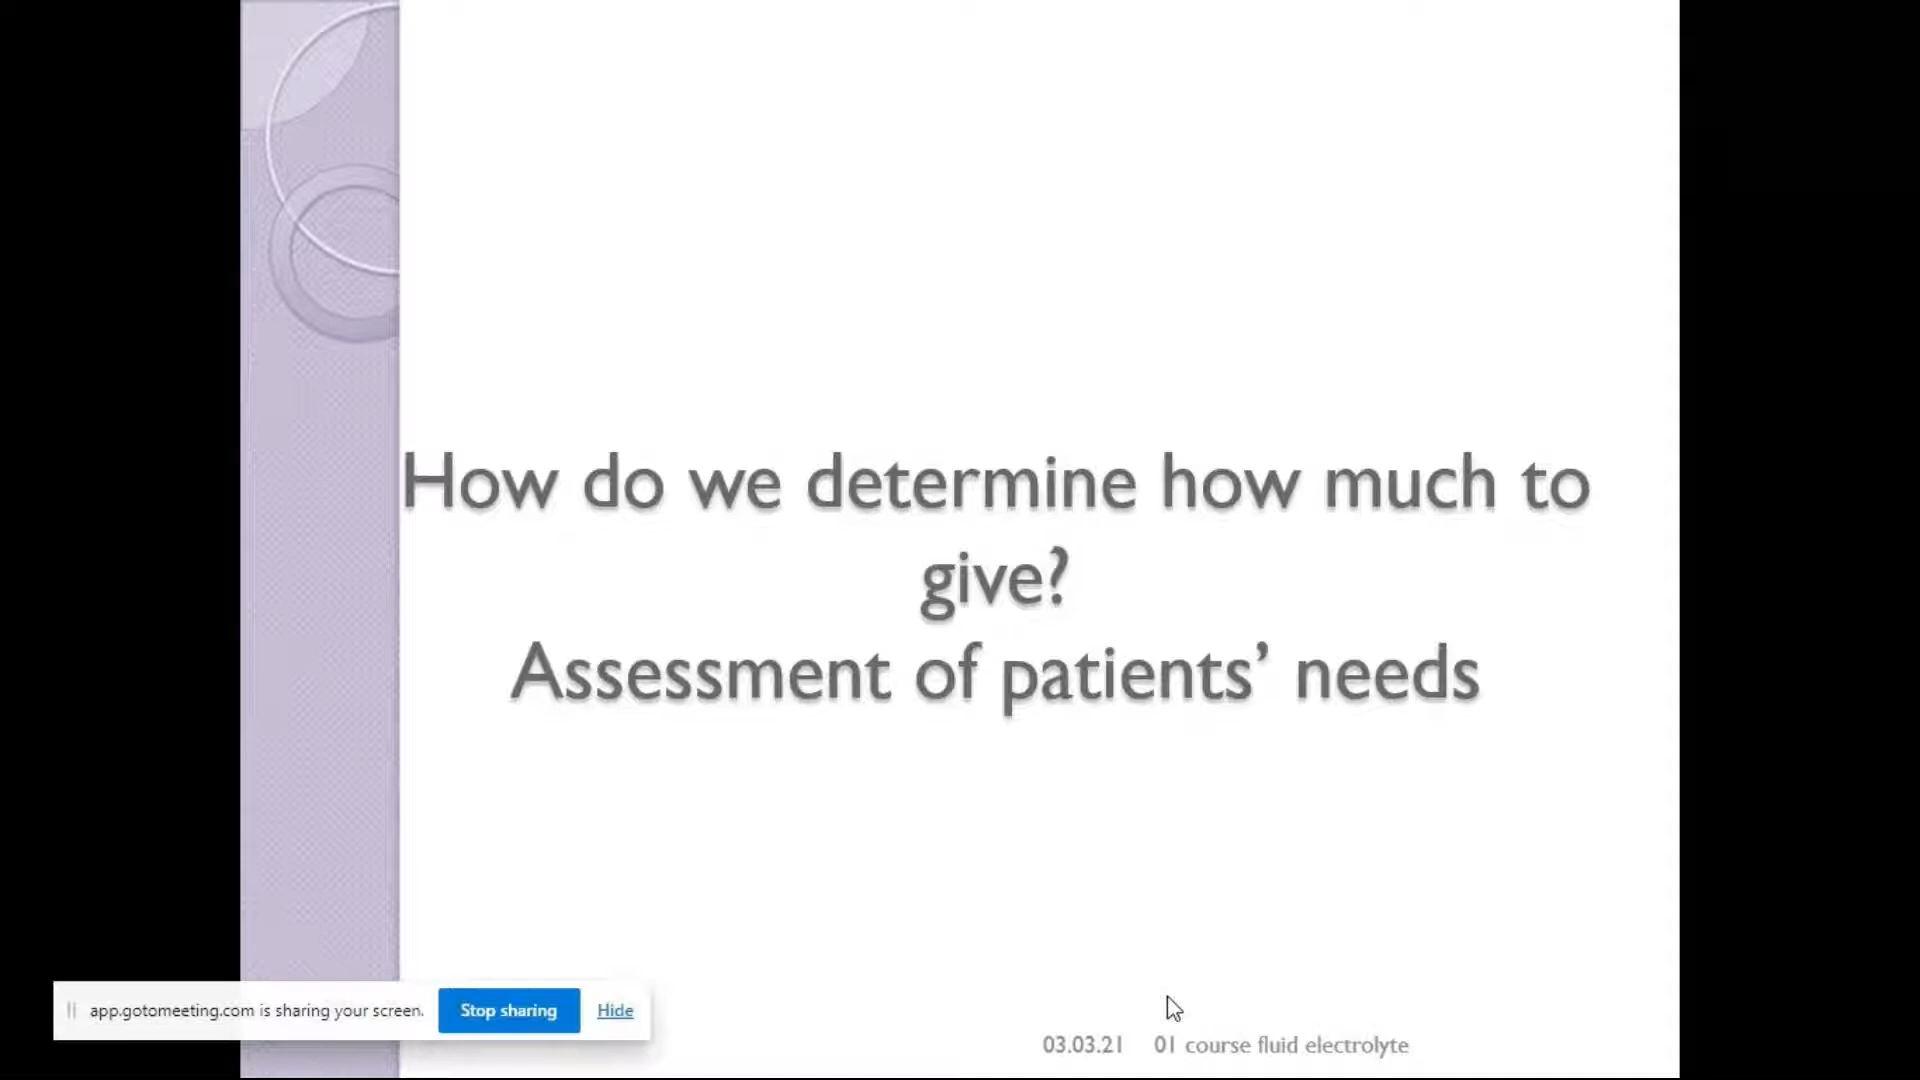 How do we determine how much to
give?
Assessment of patients’ needs
app.gotomeeting.com is sharing your screen. Stop sharing Hide
03.03.21 01 course fluid electrolyte